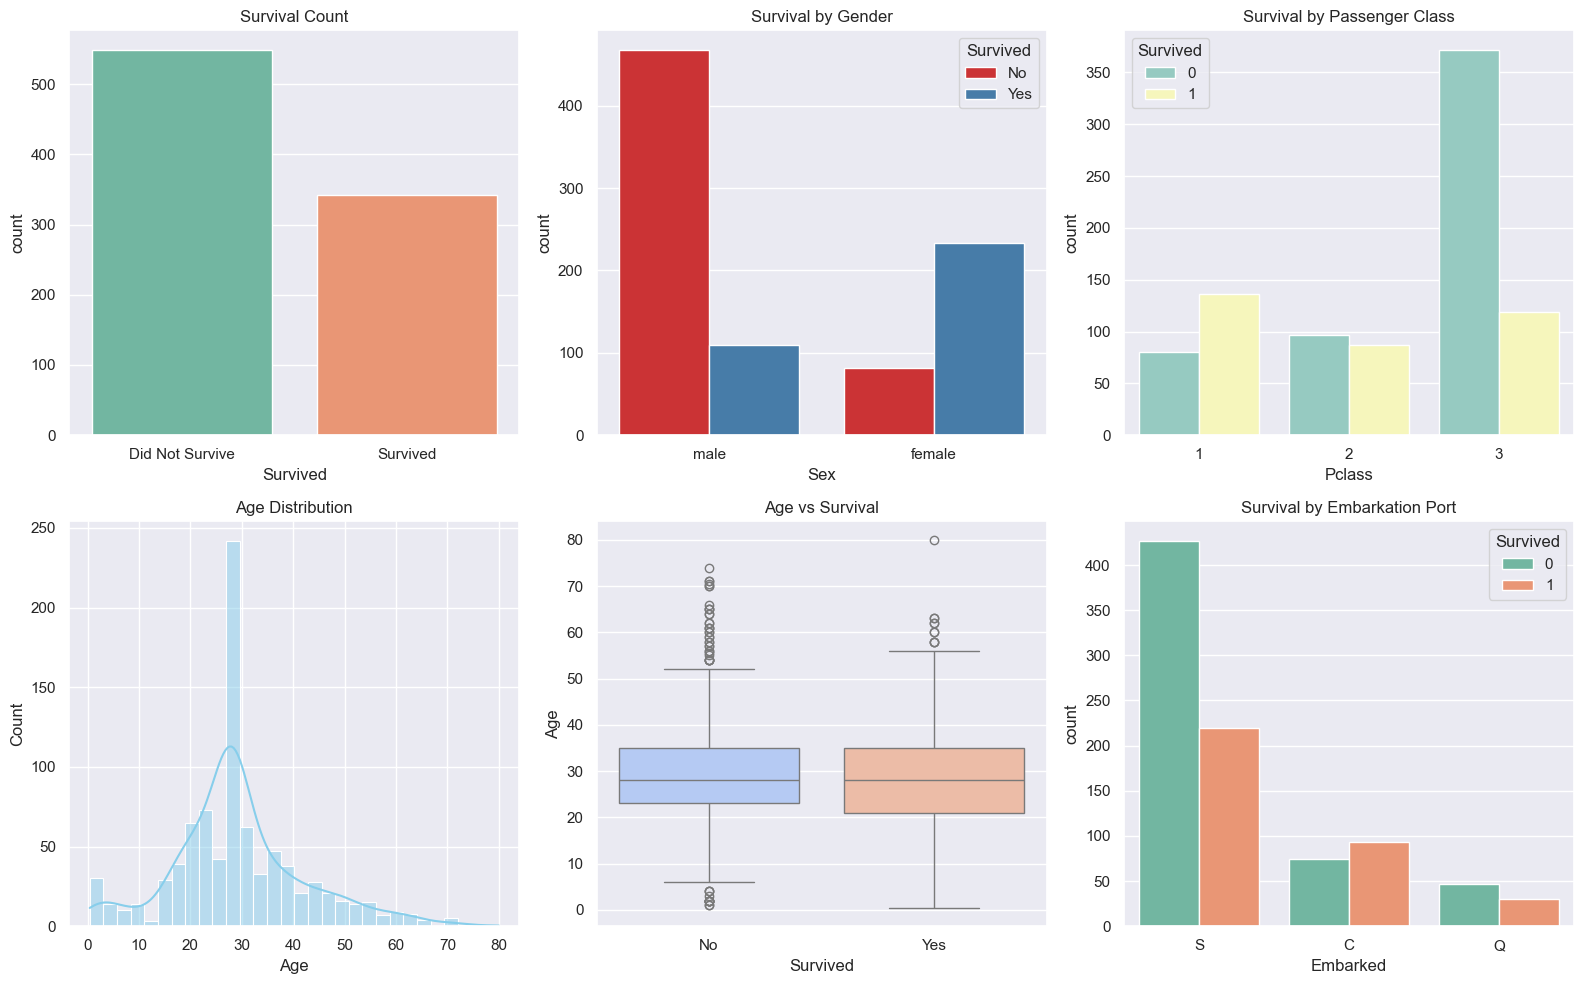 Survival Count
500
400
300
200
100
0
count
Did Not Survive
Survived
Survived
Survival by Gender
Survived
No
Yes
400
300
200
100
0
count
male
female
Sex
Survival by Passenger Class
Survived
0
1
350
300
250
200
150
100
50
0
count
1
2
3
Pclass
Age Distribution
250
200
150
100
50
0
Count
0
10
20
30
40
50
60
70
80
Age
Age vs Survival
80
70
60
50
40
30
20
10
0
Age
No
Yes
Survived
Survival by Embarkation Port
Survived
0
1
400
350
300
250
200
150
100
50
0
count
S
C
Q
Embarked